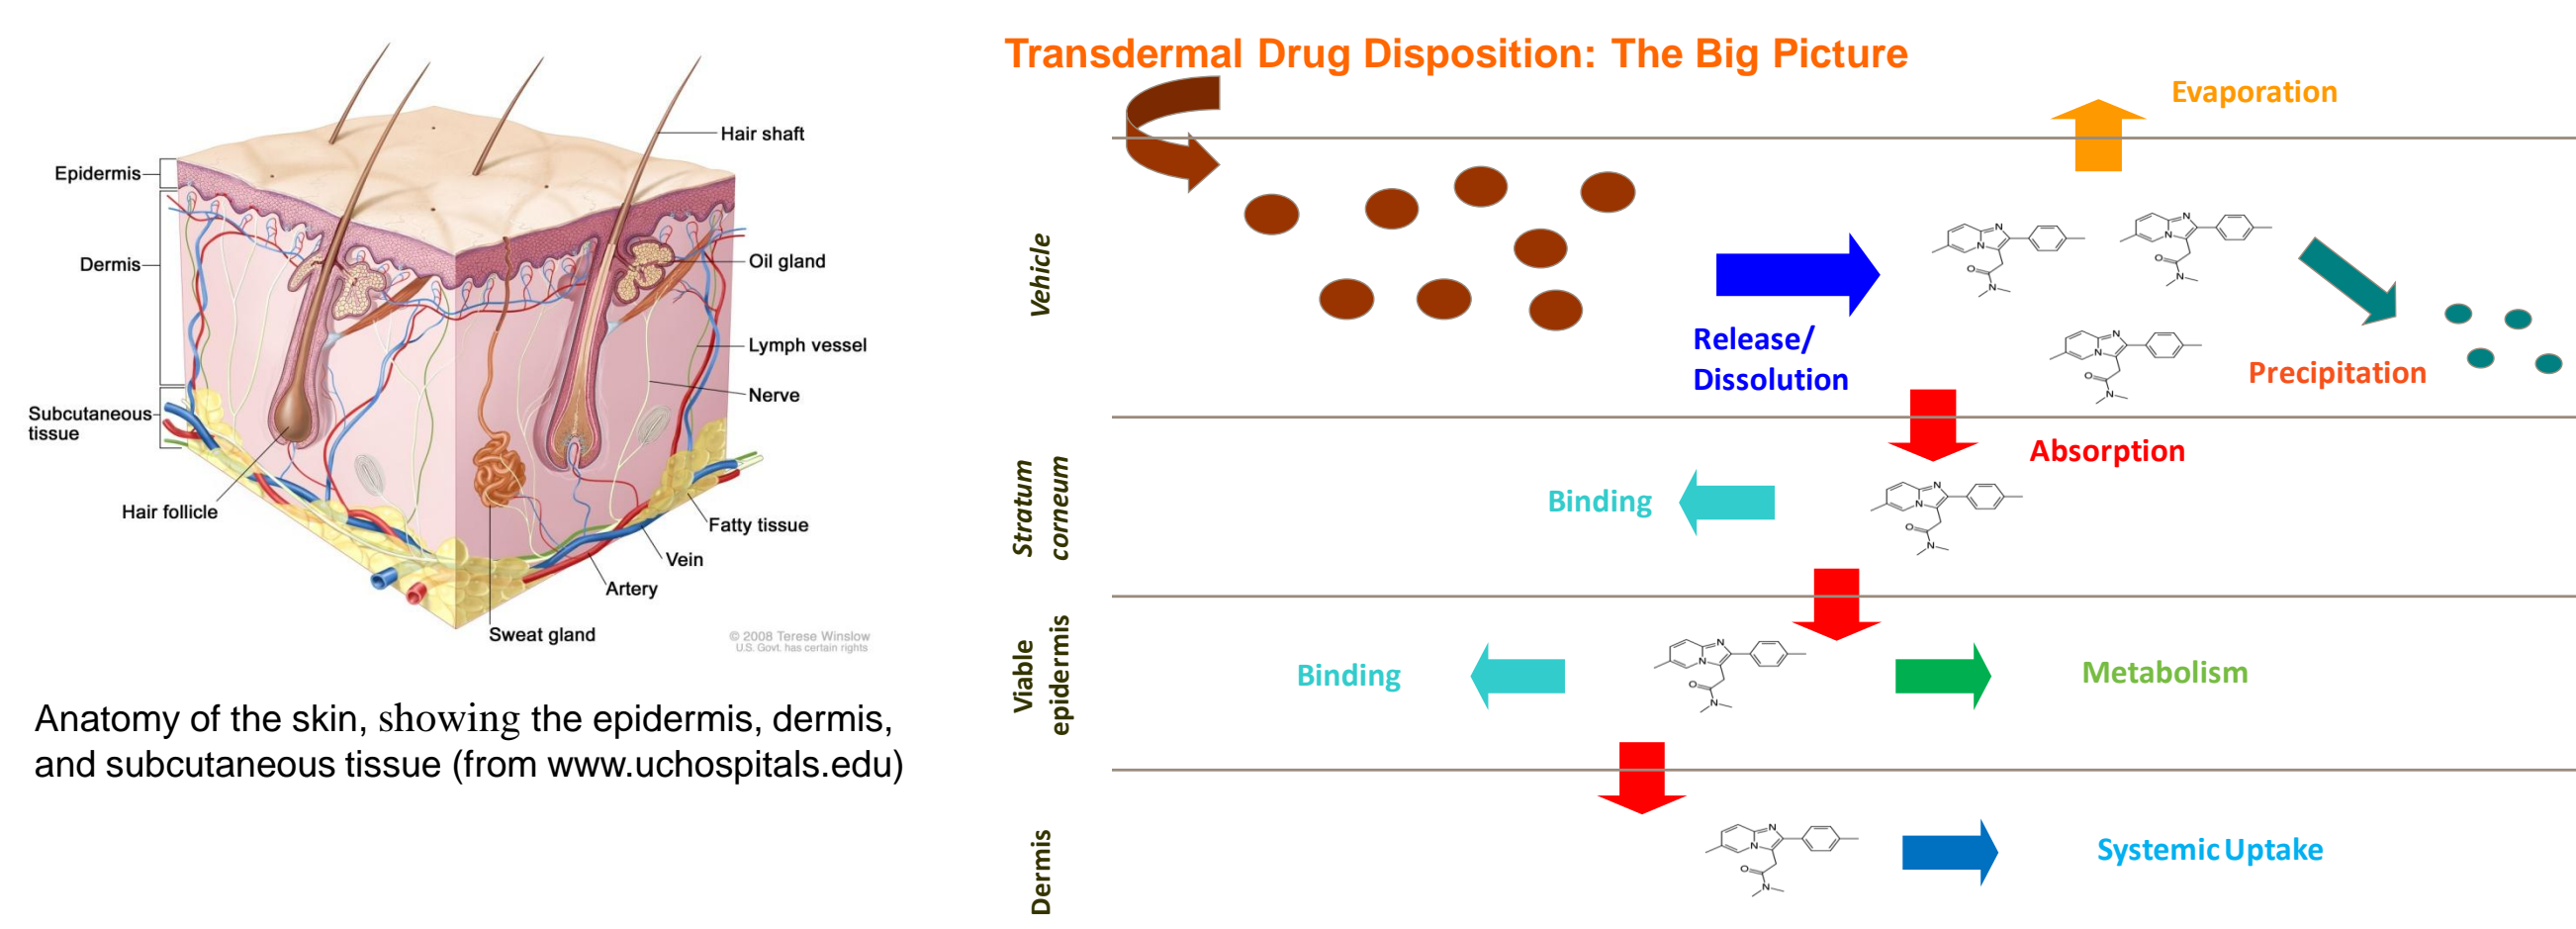 Transdermal Drug Disposition: The Big Picture
Hair shaft
Epidermis
Dermis
Oil gland
Lymph vessel
Nerve
Subcutaneous
tissue
Hair follicle
Fatty tissue
Vein
Artery
Sweat gland
© 2008 Terese Winslow
U.S. Govt. has certain rights
Anatomy of the skin, showing the epidermis, dermis,
and subcutaneous tissue (from www.uchospitals.edu)
Evaporation
Vehicle
Release/
Dissolution
N
N
O
N
N
N
O
N
N
N
O
N
Precipitation
Absorption
Stratum
corneum
Binding
N
N
O
N
Viable
epidermis
Binding
N
N
O
N
Metabolism
Dermis
N
N
O
N
Systemic Uptake